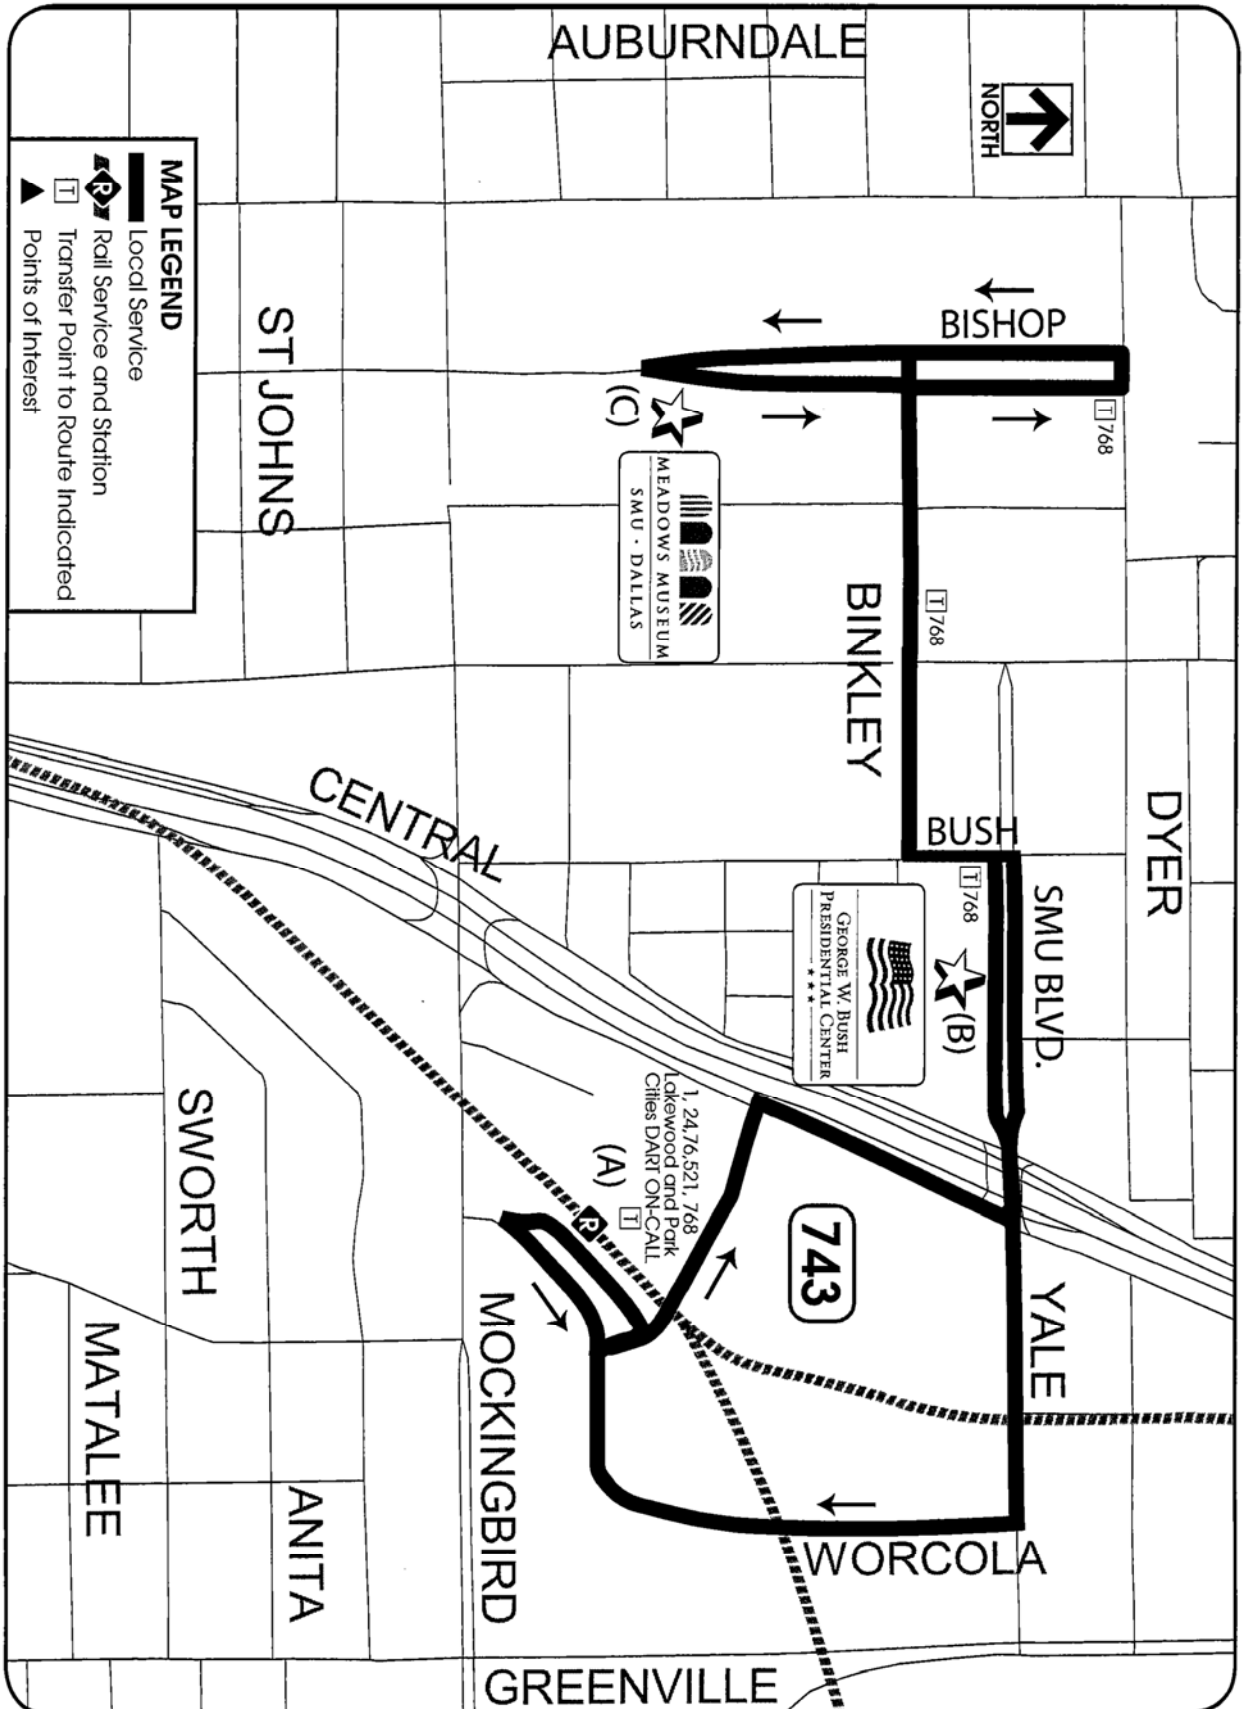 AUBURNDALE
NORTH
BISHOP
T 768
(C)
MEADOWS MUSEUM
SMU · DALLAS
ST JOHNS
MAP LEGEND
Local Service
R Rail Service and Station
T Transfer Point to Route Indicated
Points of Interest
DYER
BINKLEY
T 768
BUSH
T 768
SMU BLVD.
(B)
GEORGE W. BUSH
PRESIDENTIAL CENTER
CENTRAL
1, 24,76,521, 768
Lakewood and Park
Cities DART ON-CALL
(A)
T
R
743
YALE
WORCOLA
MOCKINGBIRD
SWORTH
MATALEE
ANITA
GREENVILLE